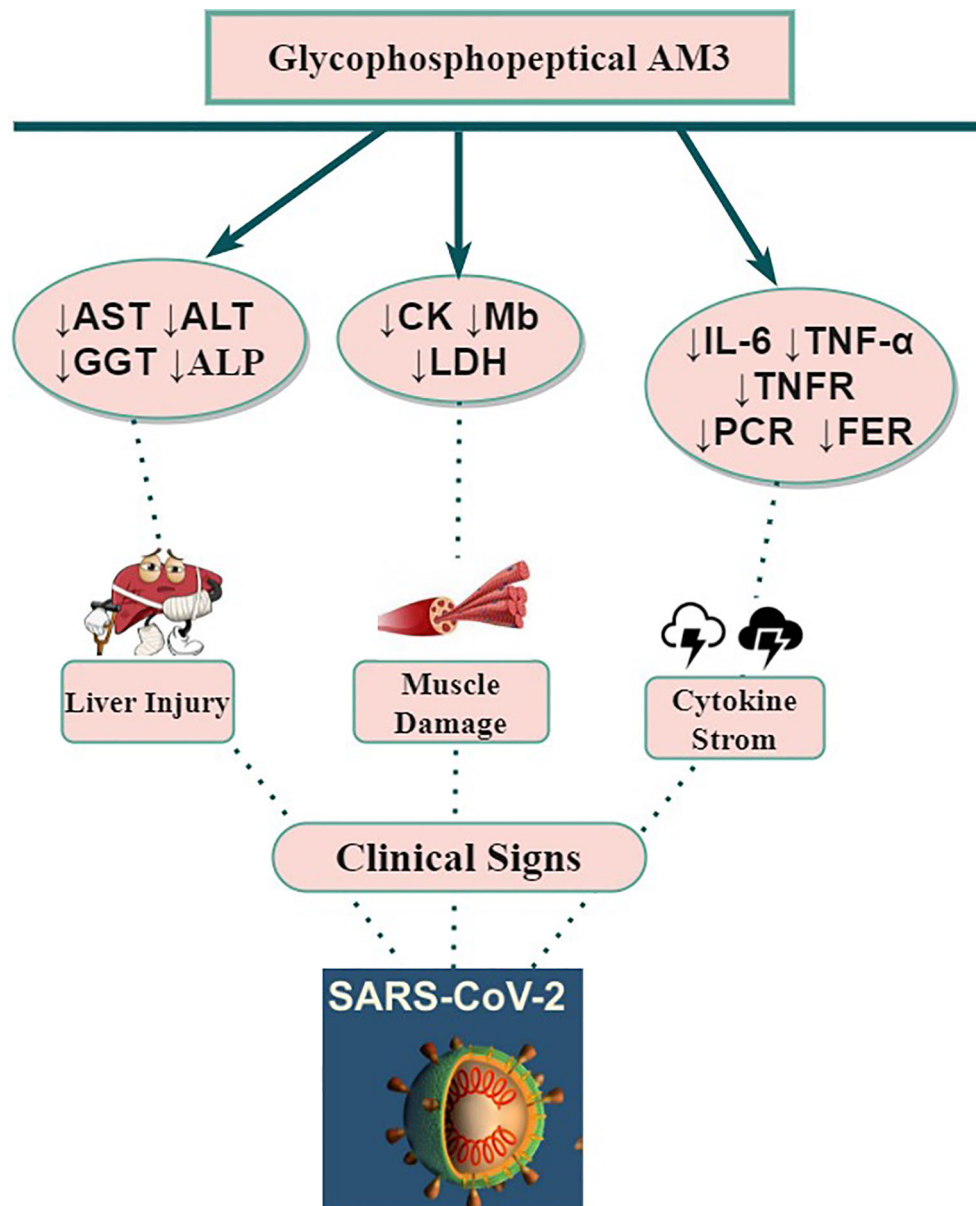 Glycophosphopeptical AM3
↓AST ↓ALT
↓GGT ↓ALP
↓CK ↓Mb
↓LDH
↓IL-6 ↓TNF-α
↓TNFR
↓PCR ↓FER
Liver Injury
Muscle
Damage
Cytokine
Strom
Clinical Signs
SARS-CoV-2